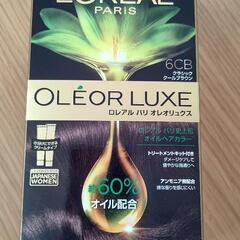 L'ORÉAL
PARIS
6CB
クラシック
クールブラウン
OLÉOR LUXE
ロレアル パリ オレオリュクス
ロレアル パリ史上初
オイルヘアカラー
トリートメントキット付き
アンモニア無配合
約60%
オイル配合
JAPANESE
WOMEN